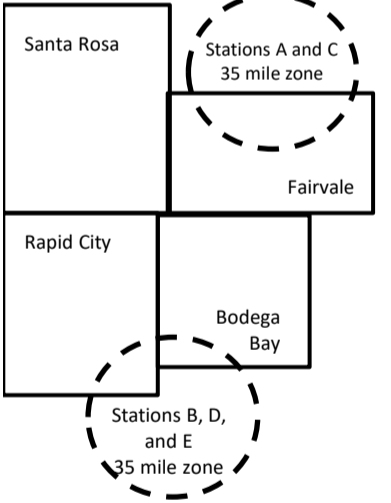 Santa Rosa
Stations A and C
35 mile zone
Fairvale
Rapid City
Bodega
Bay
Stations B, D,
and E
35 mile zone